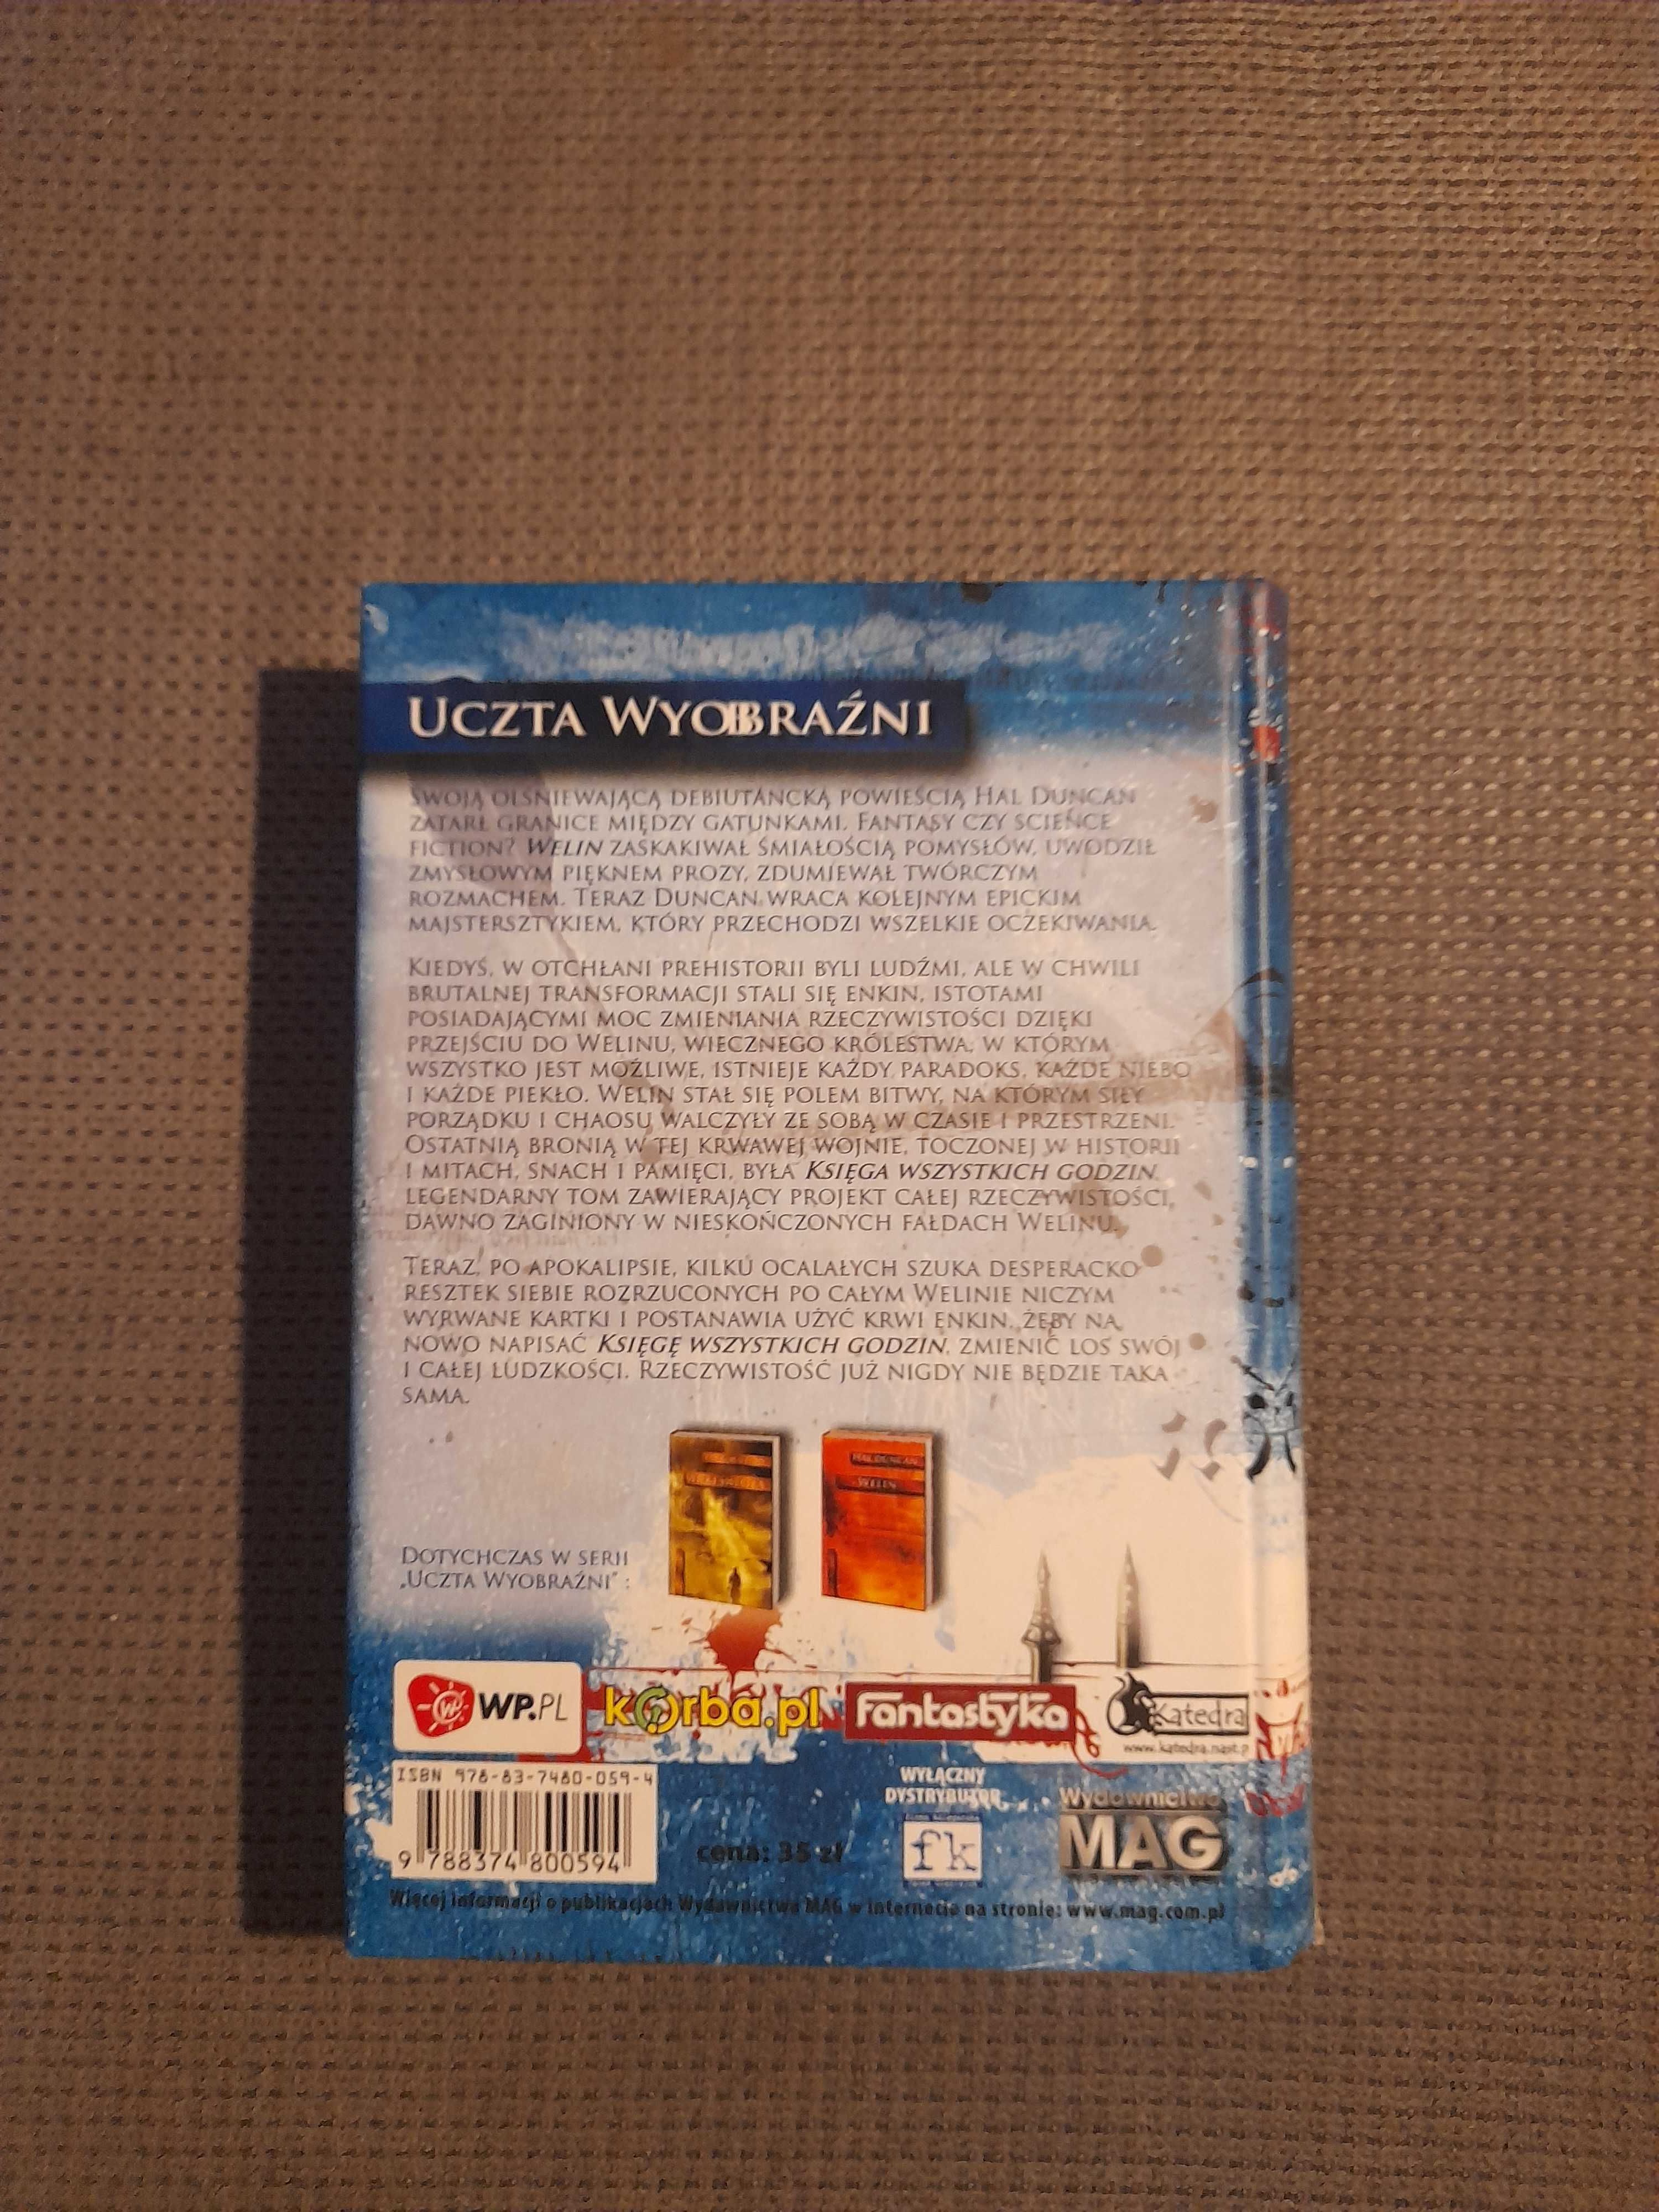 UCZTA WYOBRAŹNI
SWOJĄ OLŚNIEWAJĄCĄ DEBIUTANCKĄ POWIEŚCIĄ HAL DUNCAN
ZATARŁ GRANICE MIĘDZY GATUNKAMI. FANTASY CZY SCIENCE
FICTION? WELIN ZASKAKIWAŁ ŚMIAŁOŚCIĄ POMYSŁÓW, UWODZIŁ
ZMYSŁOWYM PIĘKNEM PROZY, ZDUMIEWAŁ TWÓRCZYM
ROZMACHEM. TERAZ DUNCAN WRACA KOLEJNYM EPICKIM
MAJSTERSZTYKIEM, KTÓRY PRZECHODZI WSZELKIE OCZEKIWANIA.
KIEDYŚ, W OTCHŁANI PREHISTORII BYLI LUDŹMI, ALE W CHWILI
BRUTALNEJ TRANSFORMACJI STALI SIĘ ENKIN, ISTOTAMI
POSIADAJĄCYMI MOC ZMIENIANIA RZECZYWISTOŚCI DZIĘKI
PRZEJŚCIU DO WELINU, WIECZNEGO KRÓLESTWA, W KTÓRYM
WSZYSTKO JEST MOŻLIWE, ISTNIEJE KAŻDY PARADOKS, KAŻDE NIEBO
I KAŻDE PIEKŁO. WELIN STAŁ SIĘ POLEM BITWY, NA KTÓRYM SIŁY
PORZĄDKU I CHAOSU WALCZYŁY ZE SOBĄ W CZASIE I PRZESTRZENI.
OSTATNIĄ BRONIĄ W TEJ KRWAWEJ WOJNIE, TOCZONEJ W HISTORII
I MITACH, SNACH I PAMIĘCI, BYŁA KSIĘGA WSZYSTKICH GODZIN,
LEGENDARNY TOM ZAWIERAJĄCY PROJEKT CAŁEJ RZECZYWISTOŚCI,
DAWNO ZAGINIONY W NIESKOŃCZONYCH FAŁDACH WELINU.
TERAZ, PO APOKALIPSIE, KILKU OCALAŁYCH SZUKA DESPERACKO
RESZTEK SIEBIE ROZRZUCONYCH PO CAŁYM WELINIE NICZYM
WYRWANE KARTKI I POSTANAWIA UŻYĆ KRWI ENKIN, ŻEBY NA
NOWO NAPISAĆ KSIĘGĘ WSZYSTKICH GODZIN, ZMIENIĆ LOS SWÓJ
I CAŁEJ LUDZKOŚCI. RZECZYWISTOŚĆ JUŻ NIGDY NIE BĘDZIE TAKA
SAMA.
HAL DUNCAN
WELIN
DOTYCHCZAS W SERII
„UCZTA WYOBRAŹNI” :
WP.PL
korba.pl
Fantastyka
Katedra
www.katedra.nast.p
ISBN 978-83-7480-059-4
9 788374 800594
cena: 35 zł
WYŁĄCZNY
DYSTRYBUTOR
fk
Wydawnictwo
MAG
Więcej informacji o publikacjach Wydawnictwa MAG w internecie na stronie: www.mag.com.pl